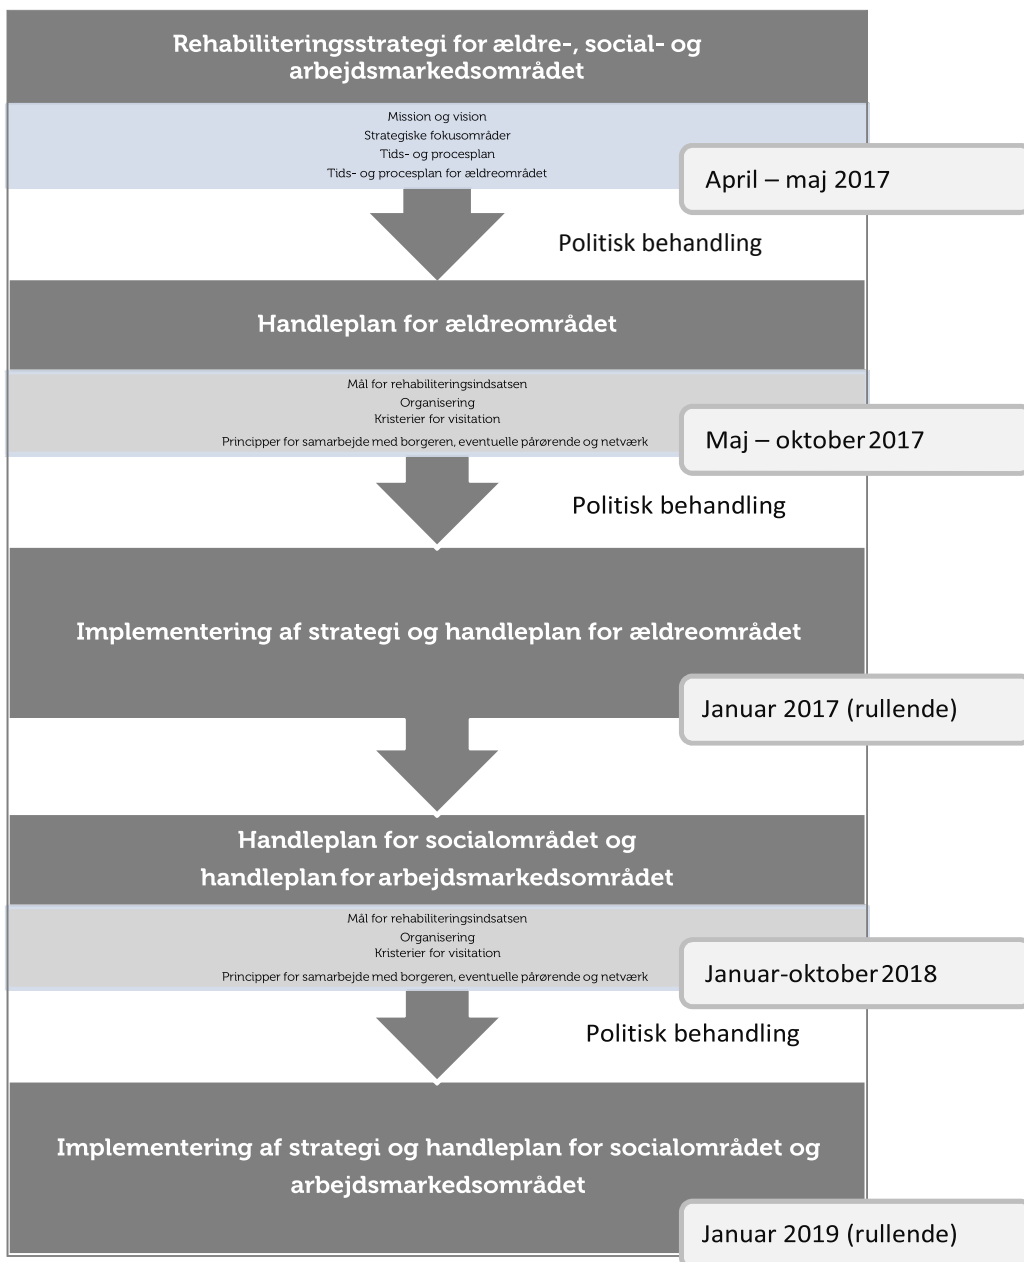 Rehabiliteringsstrategi for ældre-, social- og
arbejdsmarkedsområdet
Mission og vision
Strategiske fokusområder
Tids- og procesplan
Tids- og procesplan for ældreområdet
April – maj 2017
Politisk behandling
Handleplan for ældreområdet
Mål for rehabiliteringsindsatsen
Organisering
Kristerier for visitation
Principper for samarbejde med borgeren, eventuelle pårørende og netværk
Maj – oktober 2017
Politisk behandling
Implementering af strategi og handleplan for ældreområdet
Januar 2017 (rullende)
Handleplan for socialområdet og
handleplan for arbejdsmarkedsområdet
Mål for rehabiliteringsindsatsen
Organisering
Kristerier for visitation
Principper for samarbejde med borgeren, eventuelle pårørende og netværk
Januar-oktober 2018
Politisk behandling
Implementering af strategi og handleplan for socialområdet og
arbejdsmarkedsområdet
Januar 2019 (rullende)